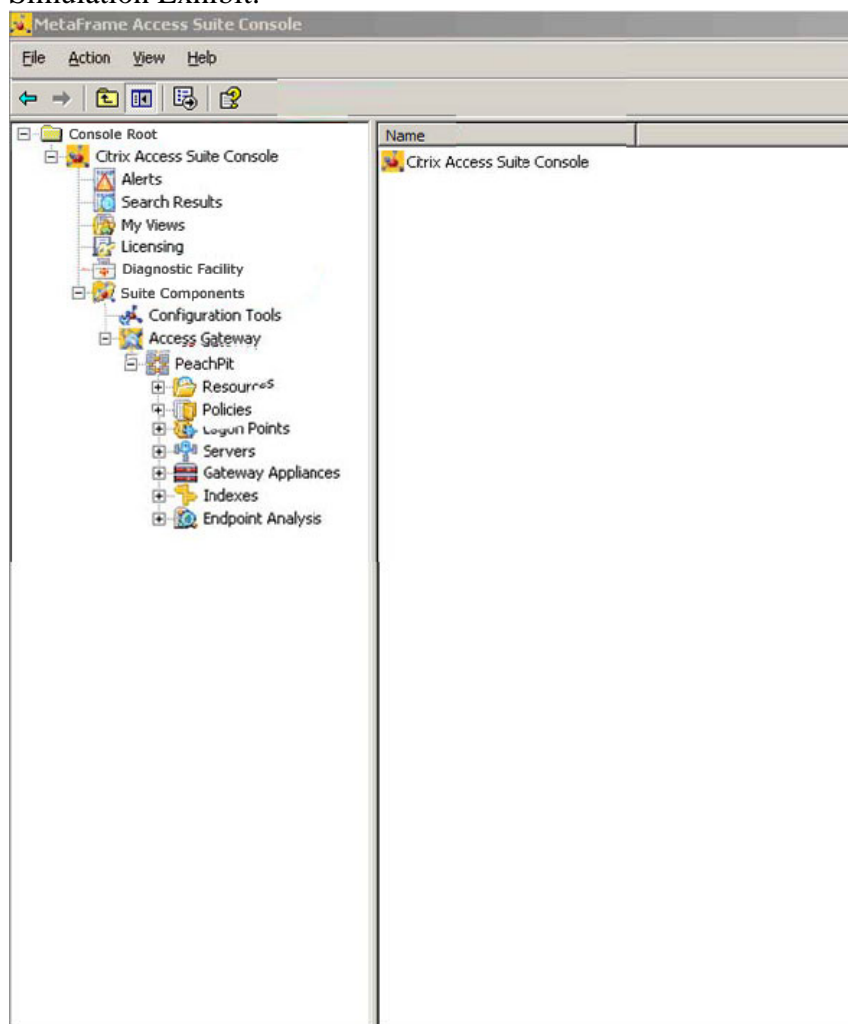 MetaFrame Access Suite Console
File Action View Help
Console Root
Name
Citrix Access Suite Console
Citrix Access Suite Console
Alerts
Search Results
My Views
Licensing
Diagnostic Facility
Suite Components
Configuration Tools
Access Gateway
PeachPit
Resources
Policies
Logon Points
Servers
Gateway Appliances
Indexes
Endpoint Analysis